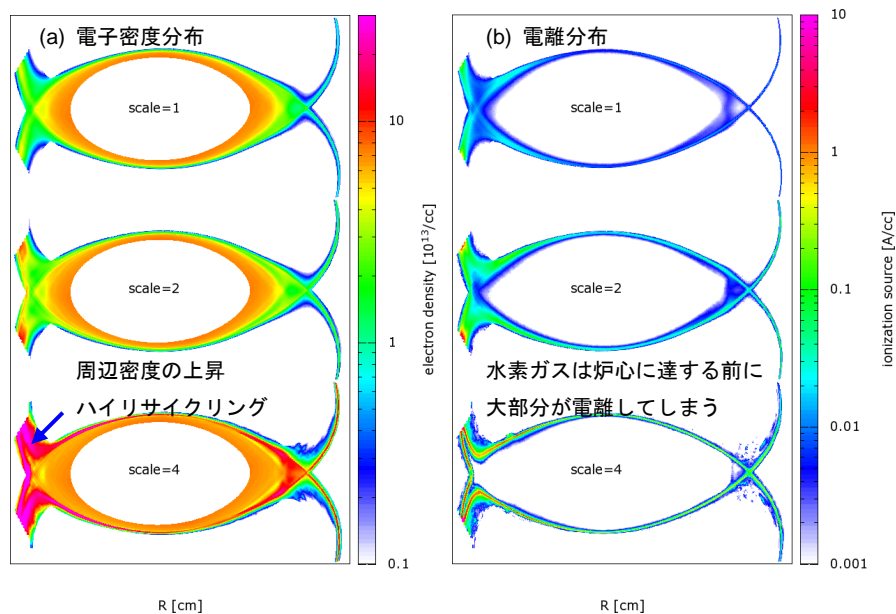 (a) 電子密度分布
scale=1
scale=2
周辺密度の上昇
ハイリサイクリング
scale=4
R [cm]
10
1
0.1
electron density [10¹³/cc]
(b) 電離分布
scale=1
scale=2
水素ガスは炉心に達する前に
大部分が電離してしまう
scale=4
R [cm]
10
1
0.1
0.01
0.001
ionization source [A/cc]